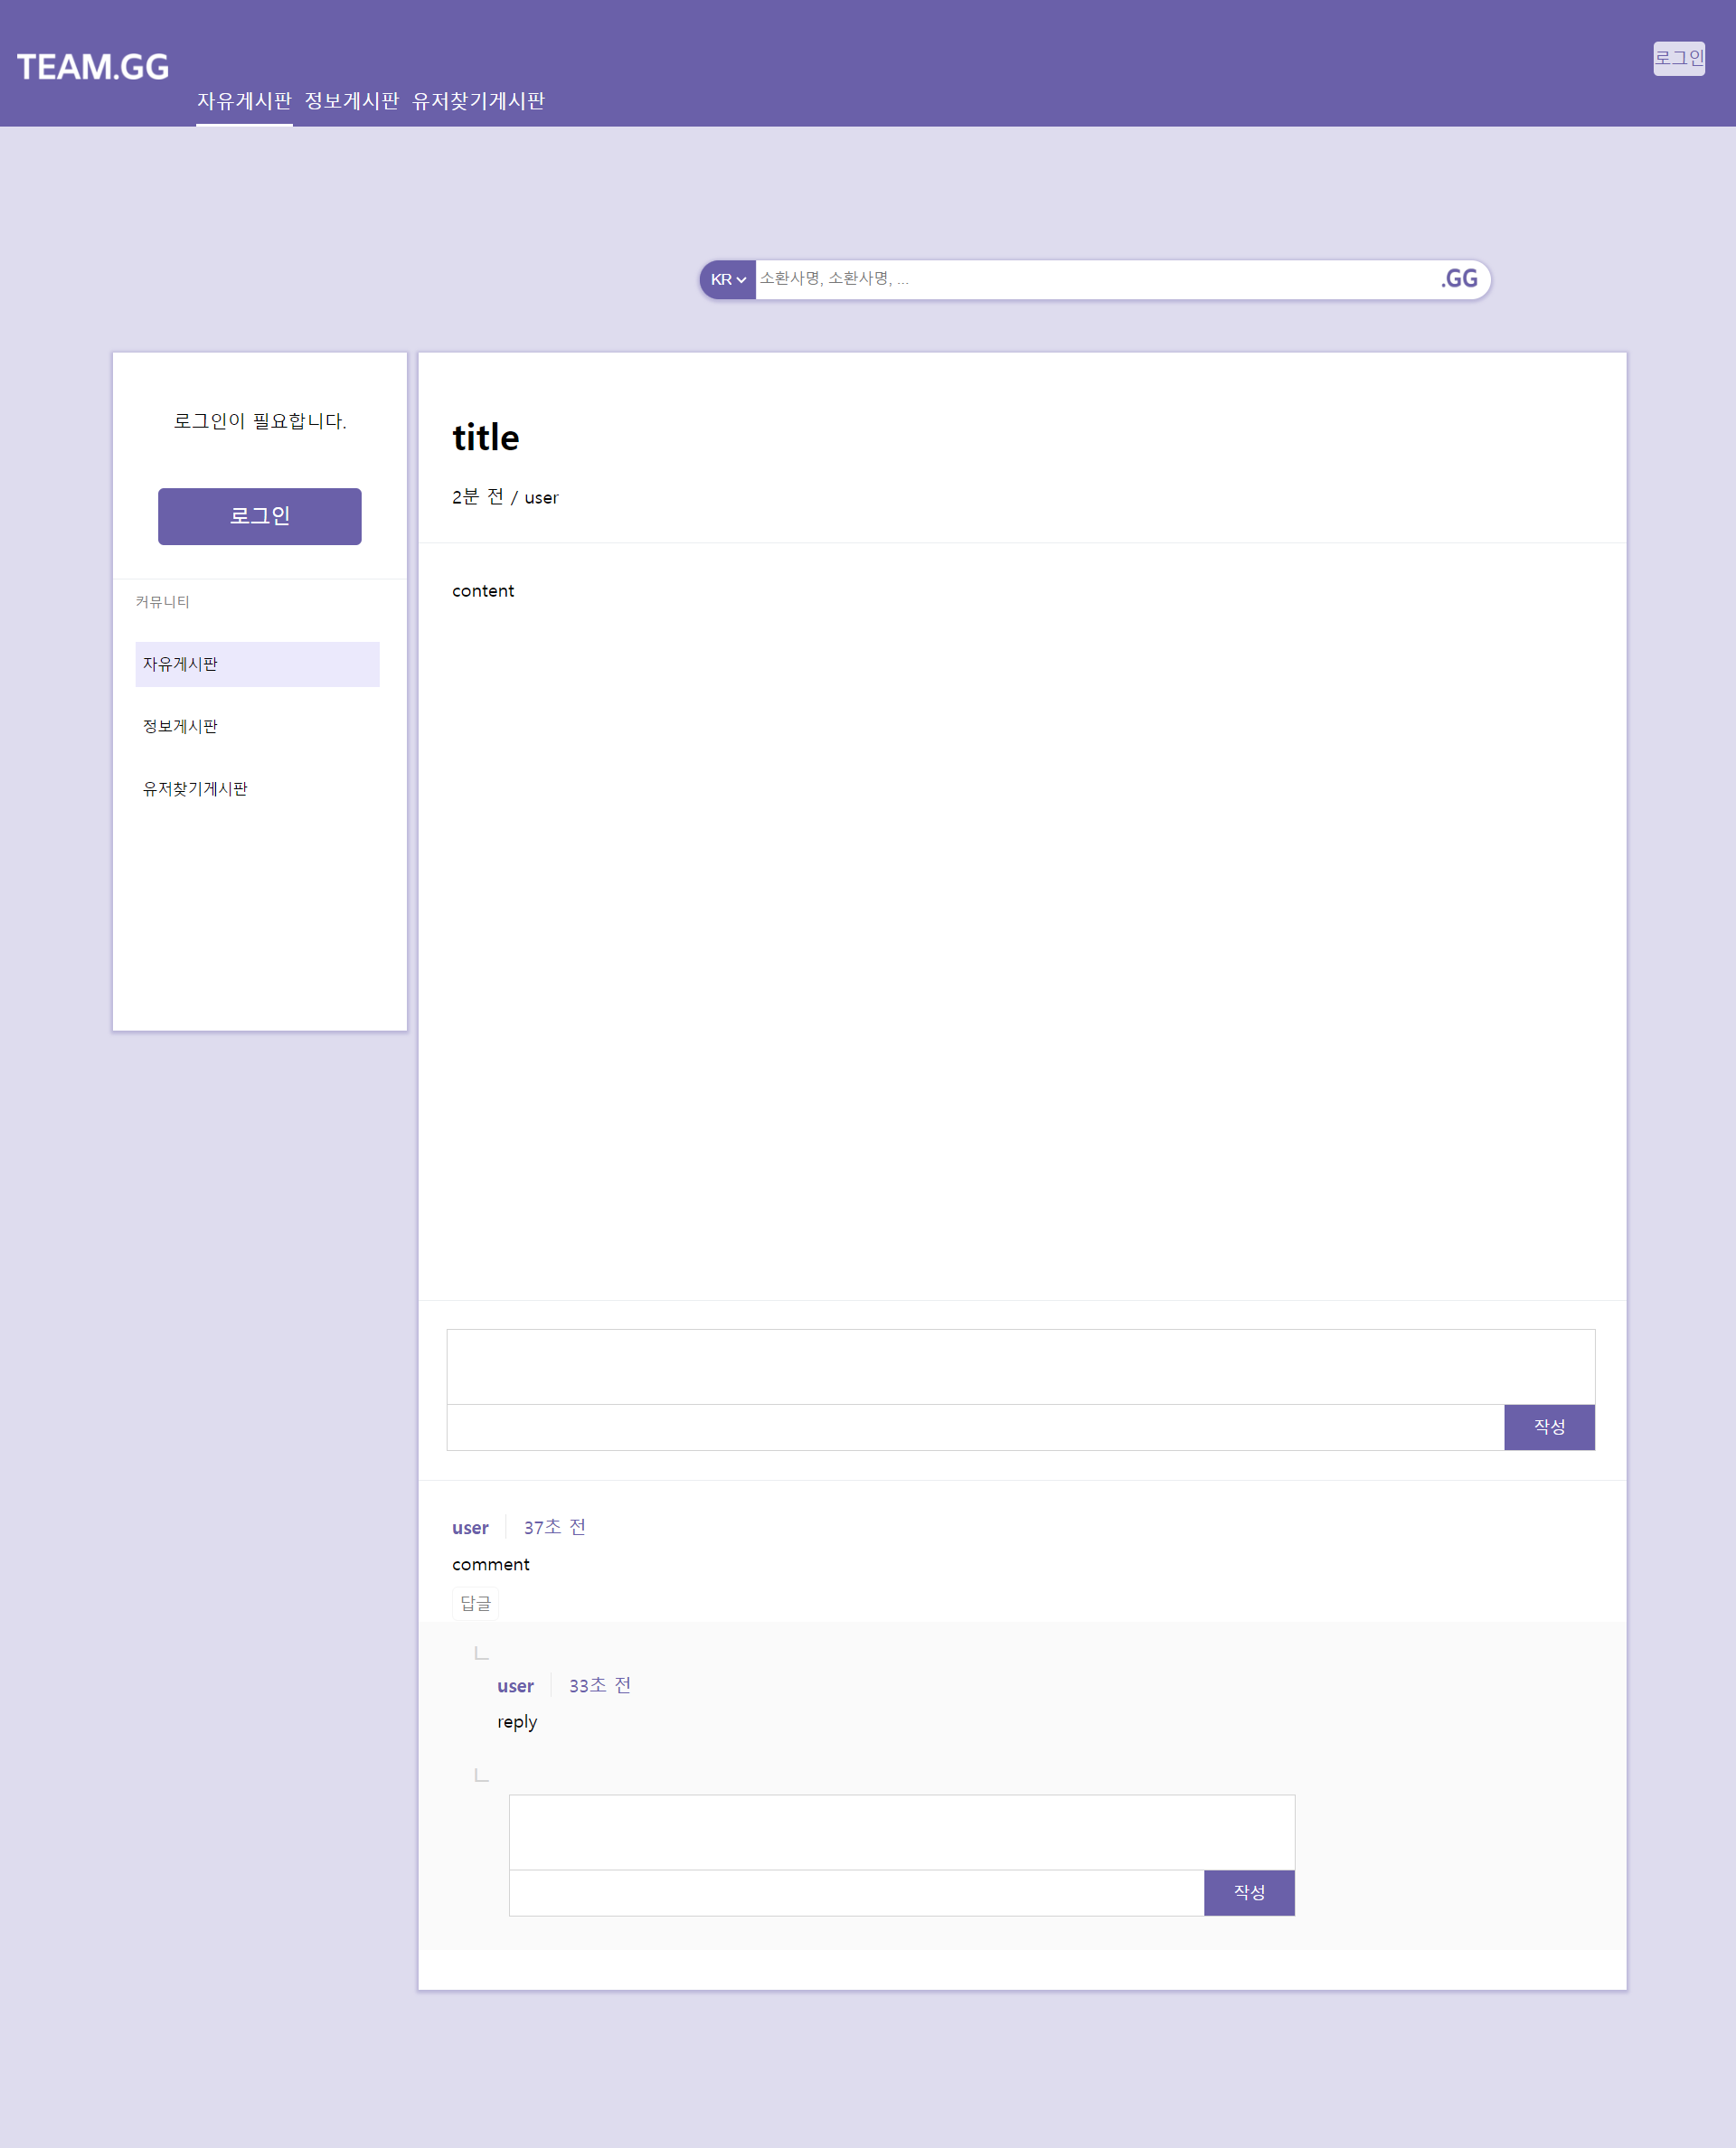 TEAM.GG
자유게시판 정보게시판 유저찾기게시판
로그인
KR 소환사명, 소환사명, ... .GG
로그인이 필요합니다.
로그인
커뮤니티
자유게시판
정보게시판
유저찾기게시판
title
2분 전 / user
content
작성
user 37초 전
comment
답글
user 33초 전
reply
작성